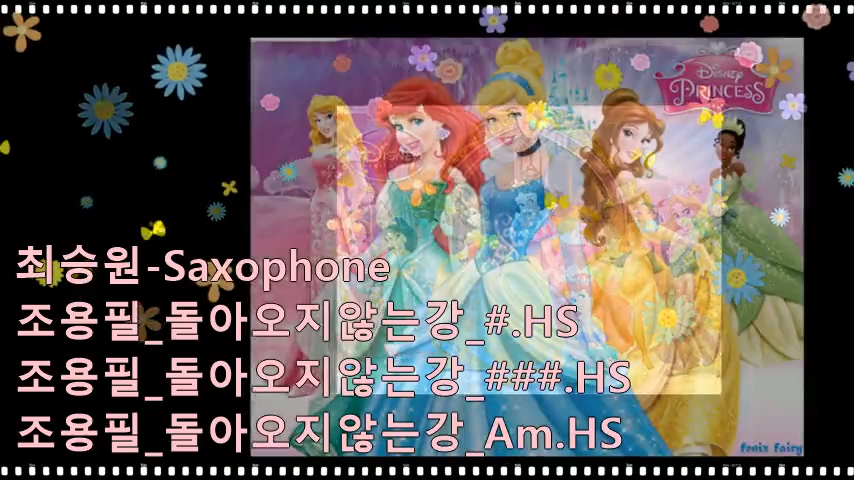 Disney
PRINCESS
최승원-Saxophone
조용필_돌아오지않는강_#.HS
조용필_돌아오지않는강_###.HS
조용필_돌아오지않는강_Am.HS
fenix fairy